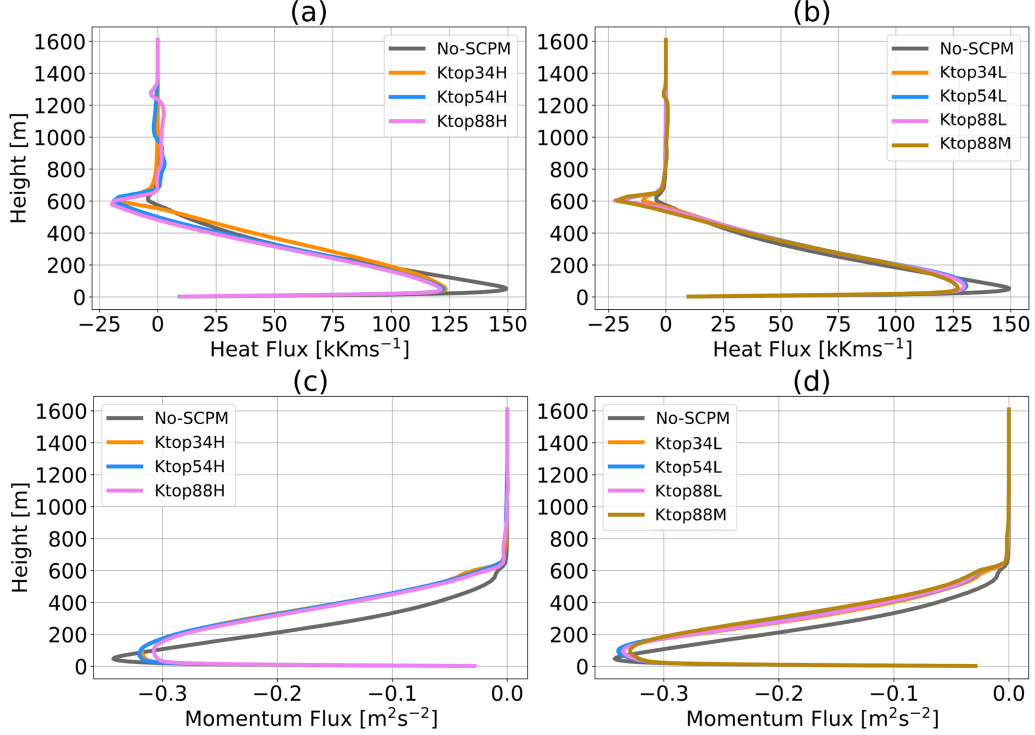 (a)
1600
1400
1200
1000
800
600
400
200
0
Height [m]
No-SCPM
Ktop34H
Ktop54H
Ktop88H
−25 0 25 50 75 100 125 150
Heat Flux [kKms⁻¹]
(b)
1600
1400
1200
1000
800
600
400
200
0
No-SCPM
Ktop34L
Ktop54L
Ktop88L
Ktop88M
−25 0 25 50 75 100 125 150
Heat Flux [kKms⁻¹]
(c)
1600
1400
1200
1000
800
600
400
200
0
Height [m]
No-SCPM
Ktop34H
Ktop54H
Ktop88H
−0.3 −0.2 −0.1 0.0
Momentum Flux [m²s⁻²]
(d)
1600
1400
1200
1000
800
600
400
200
0
No-SCPM
Ktop34L
Ktop54L
Ktop88L
Ktop88M
−0.3 −0.2 −0.1 0.0
Momentum Flux [m²s⁻²]